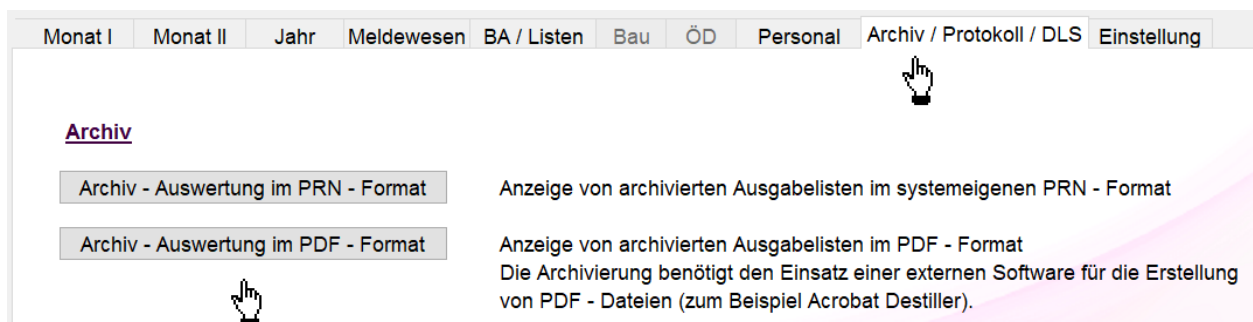 Monat I Monat II Jahr Meldewesen BA / Listen Bau ÖD Personal Archiv / Protokoll / DLS Einstellung
Archiv
Archiv - Auswertung im PRN - Format Anzeige von archivierten Ausgabelisten im systemeigenen PRN - Format
Archiv - Auswertung im PDF - Format Anzeige von archivierten Ausgabelisten im PDF - Format
Die Archivierung benötigt den Einsatz einer externen Software für die Erstellung
von PDF - Dateien (zum Beispiel Acrobat Destiller).